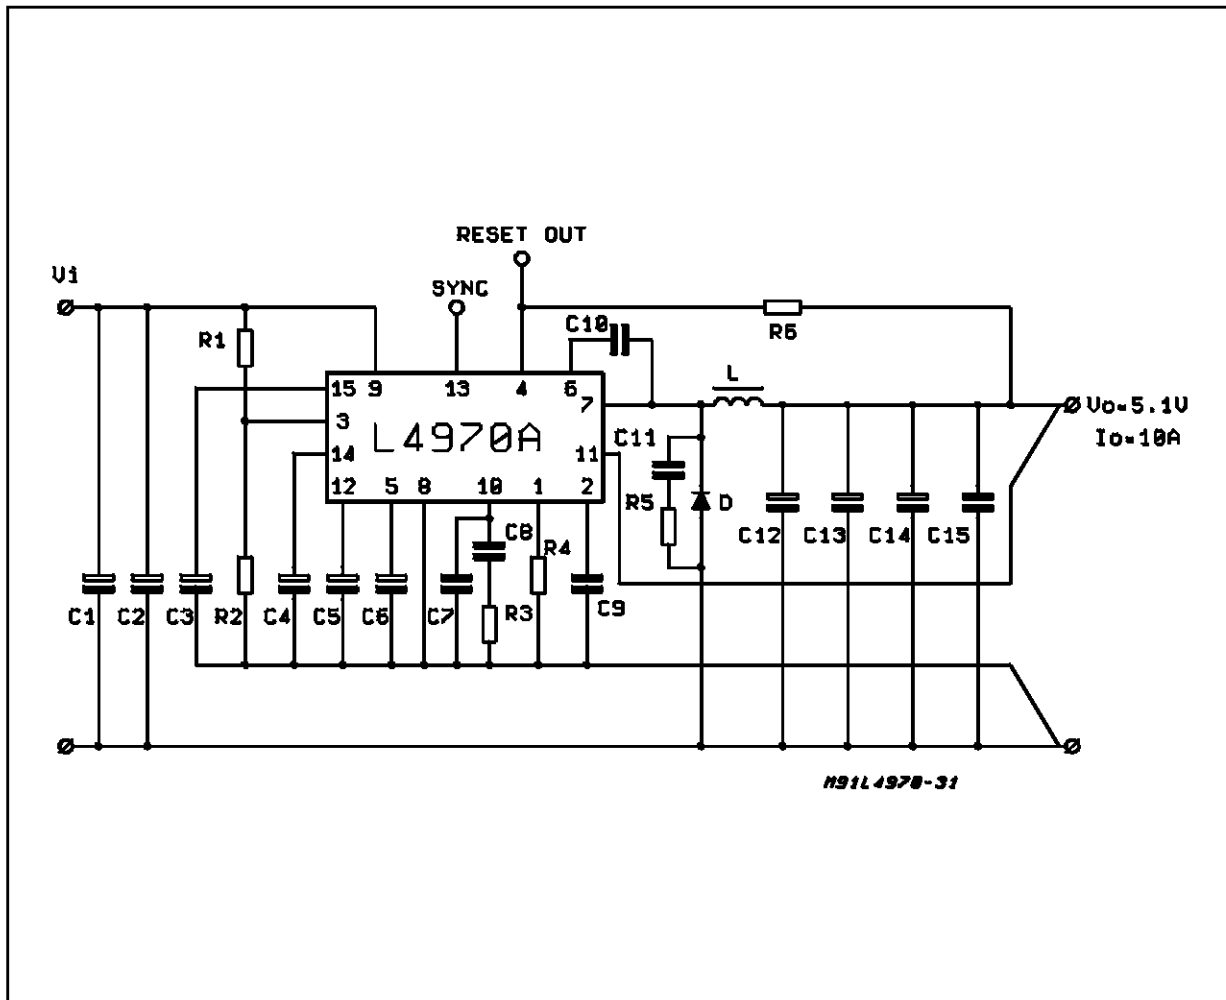 RESET OUT
Vi
SYNC
C10
R6
R1
L
15 9 13 4 6
7
Vo=5.1V
3
L4970A
C11
Io=10A
14 11
12 5 8 10 1 2
R5
D
C8
R4
C12 C13 C14 C15
C1 C2 C3 R2 C4 C5 C6 C7 R3 C9
M91L4970-31